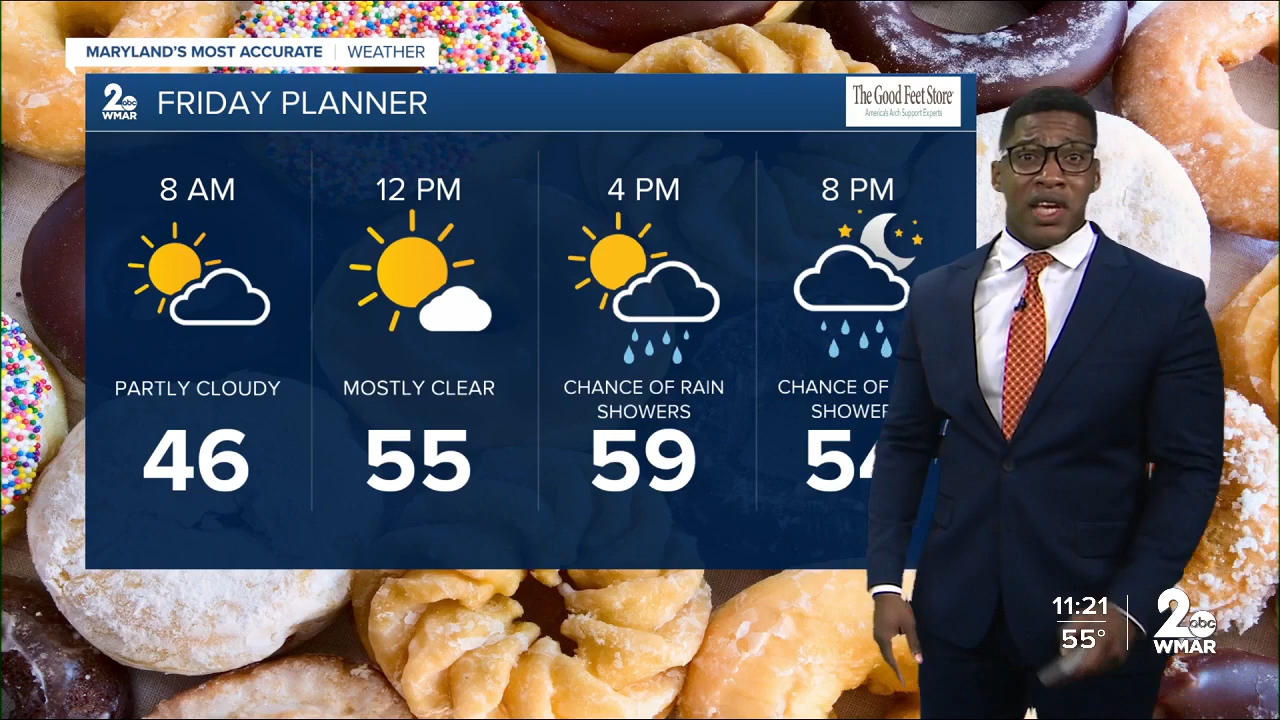 MARYLAND'S MOST ACCURATE | WEATHER
2 abc WMAR
FRIDAY PLANNER
The Good Feet Store
America's Arch Support Experts
8 AM
PARTLY CLOUDY
46
12 PM
MOSTLY CLEAR
55
4 PM
CHANCE OF RAIN
SHOWERS
59
8 PM
CHANCE OF
SHOWER
54
11:21
55°
2 abc
WMAR